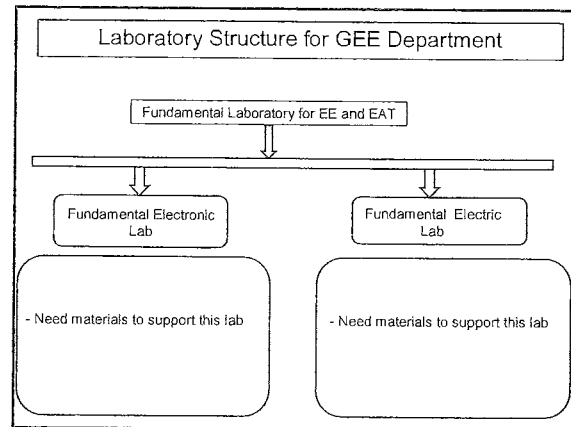 Laboratory Structure for GEE Department
Fundamental Laboratory for EE and EAT
Fundamental Electronic
Lab
Fundamental Electric
Lab
- Need materials to support this lab
- Need materials to support this lab